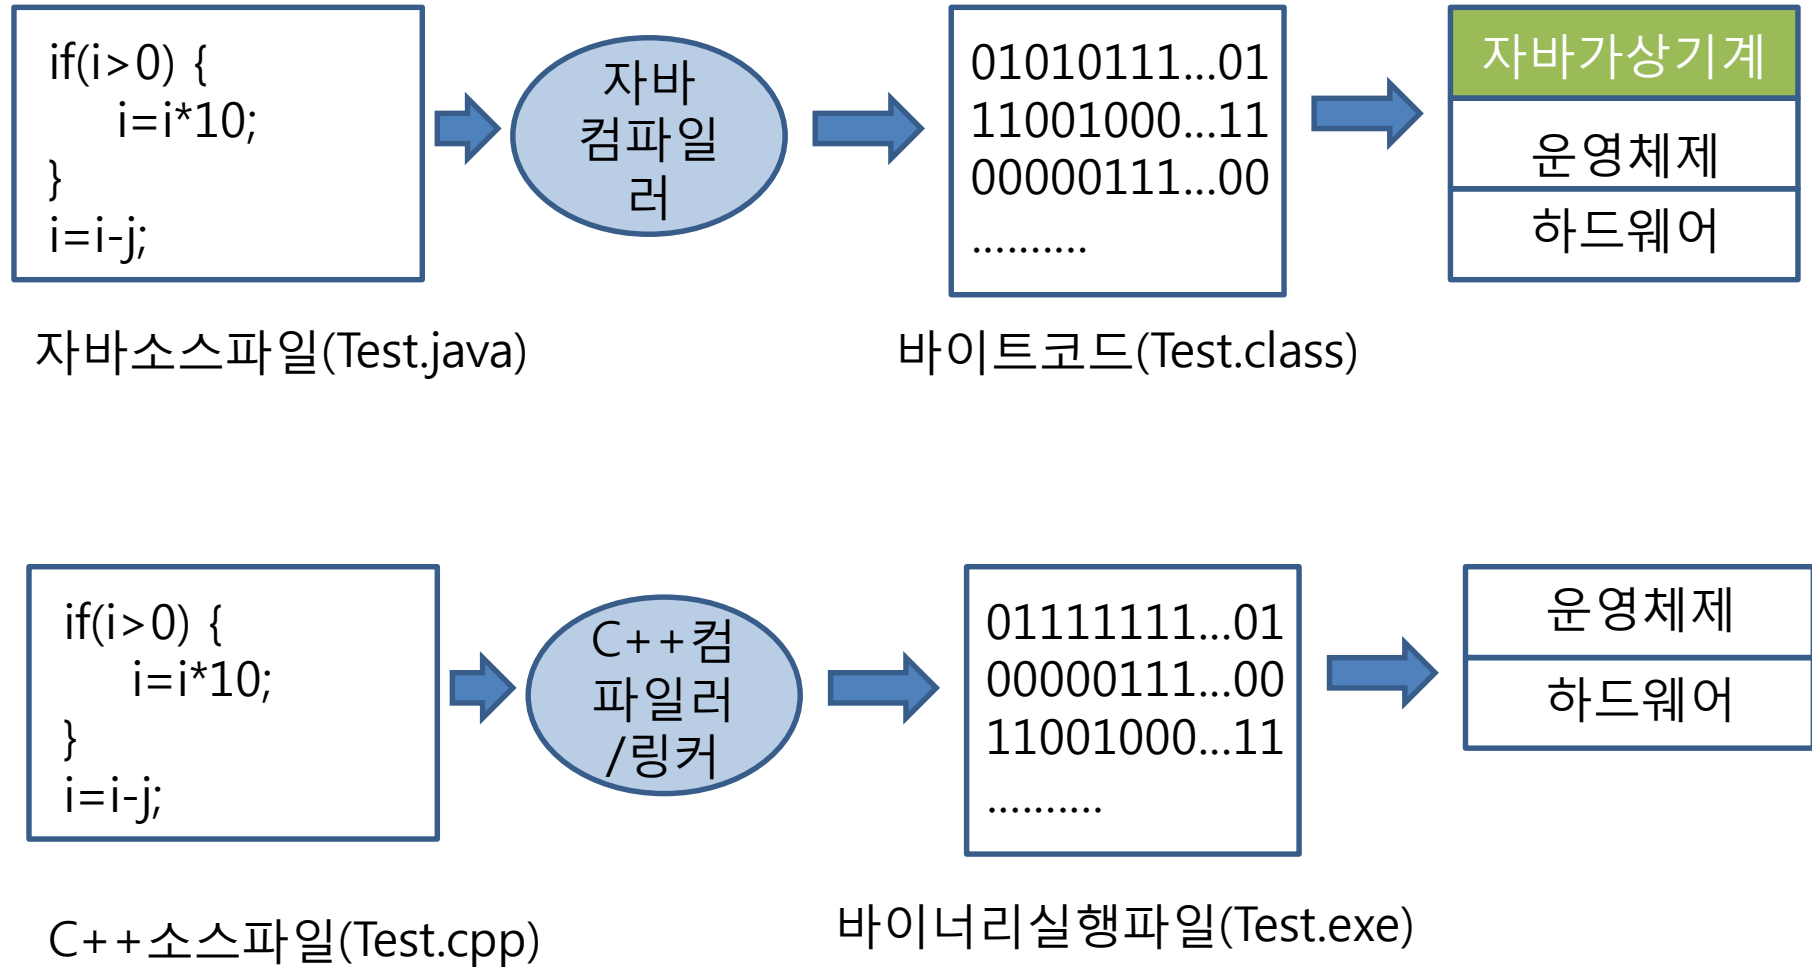 if(i>0) {
i=i*10;
}
i=i-j;
자바
컴파일
러
01010111...01
11001000...11
00000111...00
..........
자바가상기계
운영체제
하드웨어
자바소스파일(Test.java)
바이트코드(Test.class)
if(i>0) {
i=i*10;
}
i=i-j;
C++컴
파일러
/링커
01111111...01
00000111...00
11001000...11
..........
운영체제
하드웨어
C++소스파일(Test.cpp)
바이너리실행파일(Test.exe)